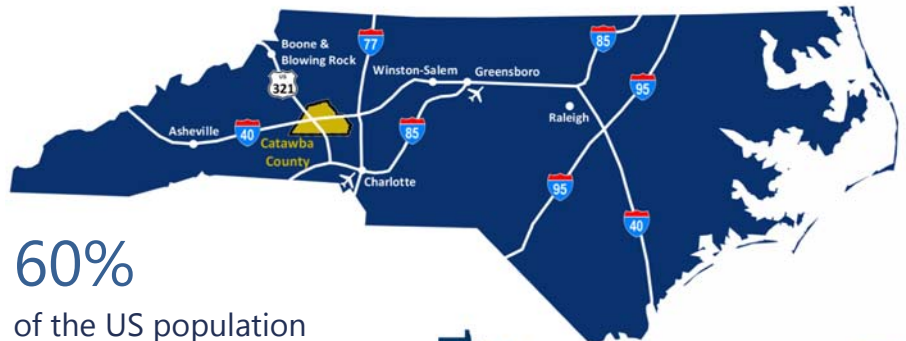 Boone &
Blowing Rock
77
85
US
321
Winston-Salem
Greensboro
95
Raleigh
Asheville
40
Catawba
County
85
Charlotte
95
40
60%
of the US population